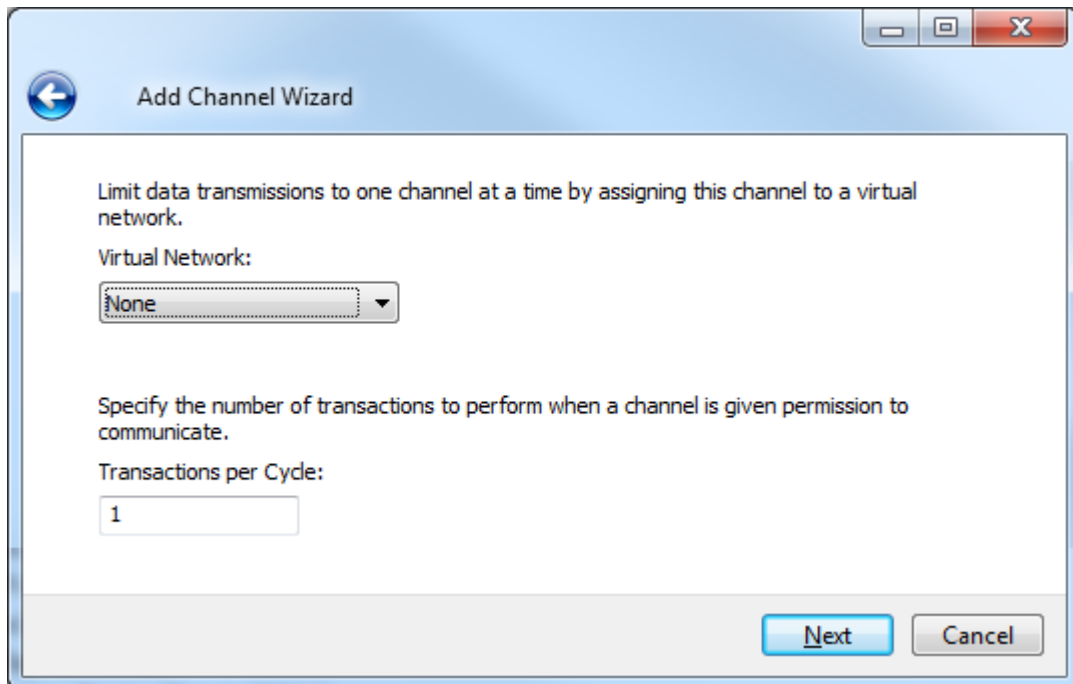 Add Channel Wizard
Limit data transmissions to one channel at a time by assigning this channel to a virtual
network.
Virtual Network:
None
Specify the number of transactions to perform when a channel is given permission to
communicate.
Transactions per Cycle:
1
Next
Cancel